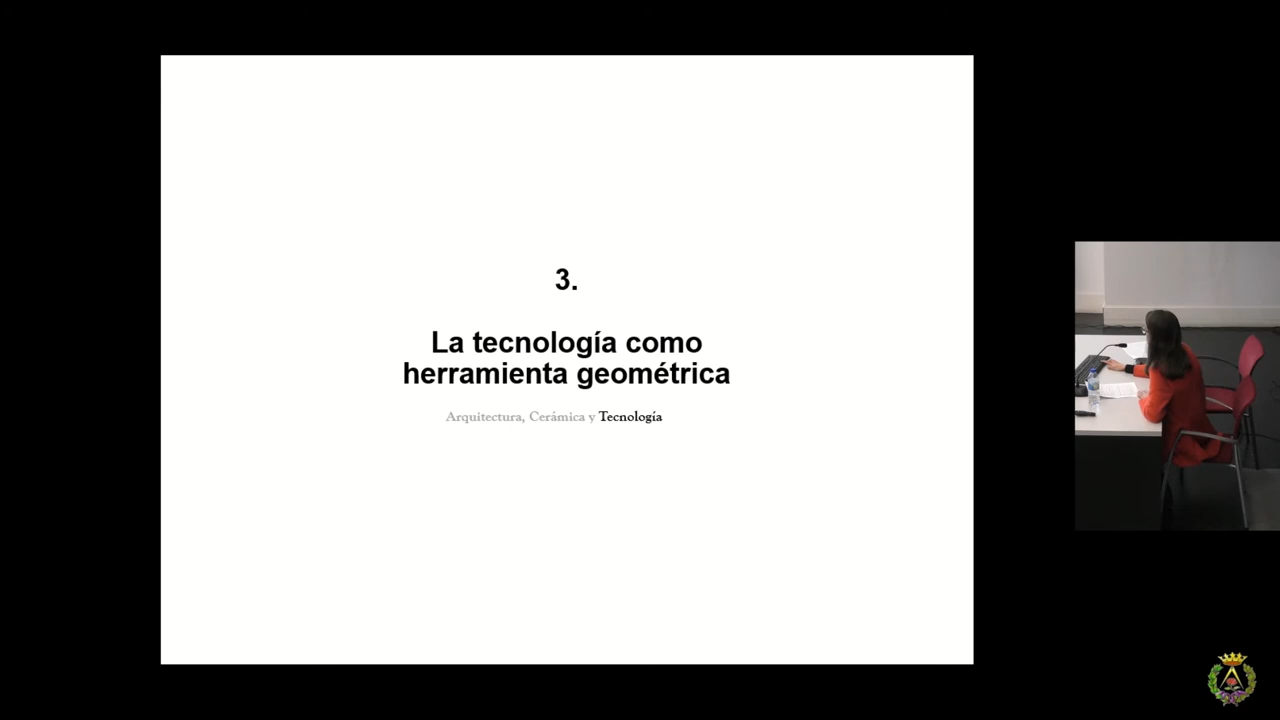 3.
La tecnología como
herramienta geométrica
Arquitectura, Cerámica y Tecnología